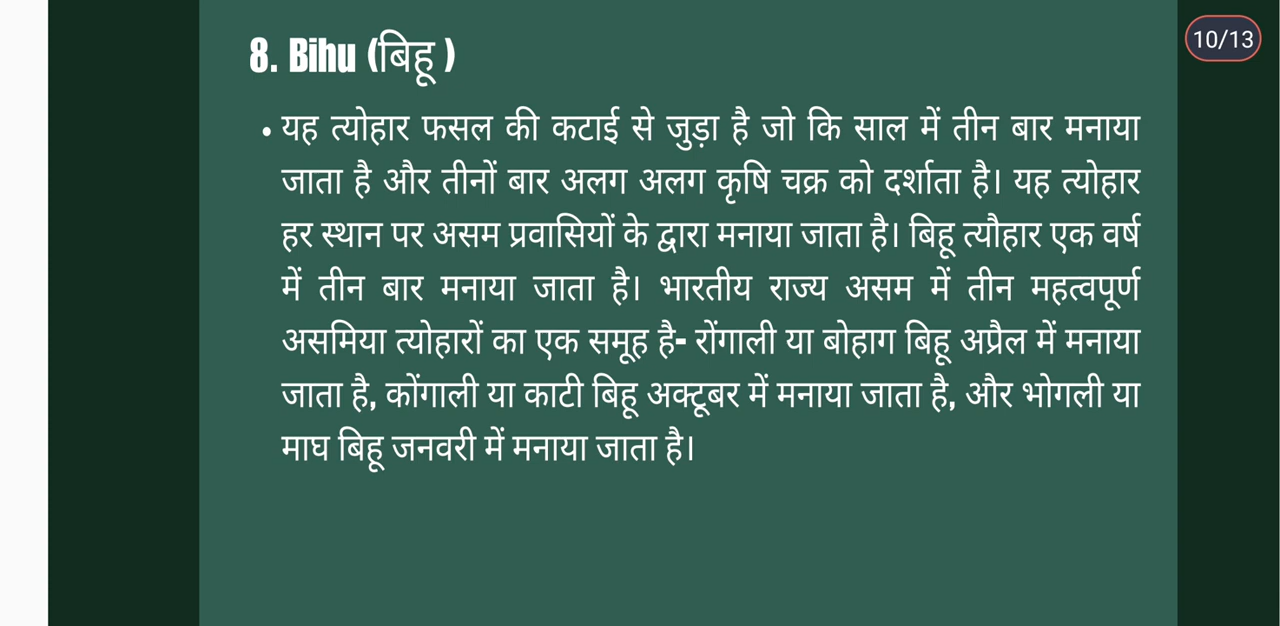 8. Bihu (बिहू )
10/13
• यह त्योहार फसल की कटाई से जुड़ा है जो कि साल में तीन बार मनाया
जाता है और तीनों बार अलग अलग कृषि चक्र को दर्शाता है। यह त्योहार
हर स्थान पर असम प्रवासियों के द्वारा मनाया जाता है। बिहू त्यौहार एक वर्ष
में तीन बार मनाया जाता है। भारतीय राज्य असम में तीन महत्वपूर्ण
असमिया त्योहारों का एक समूह है- रोंगाली या बोहाग बिहू अप्रैल में मनाया
जाता है, कोंगाली या काटी बिहू अक्टूबर में मनाया जाता है, और भोगली या
माघ बिहू जनवरी में मनाया जाता है।